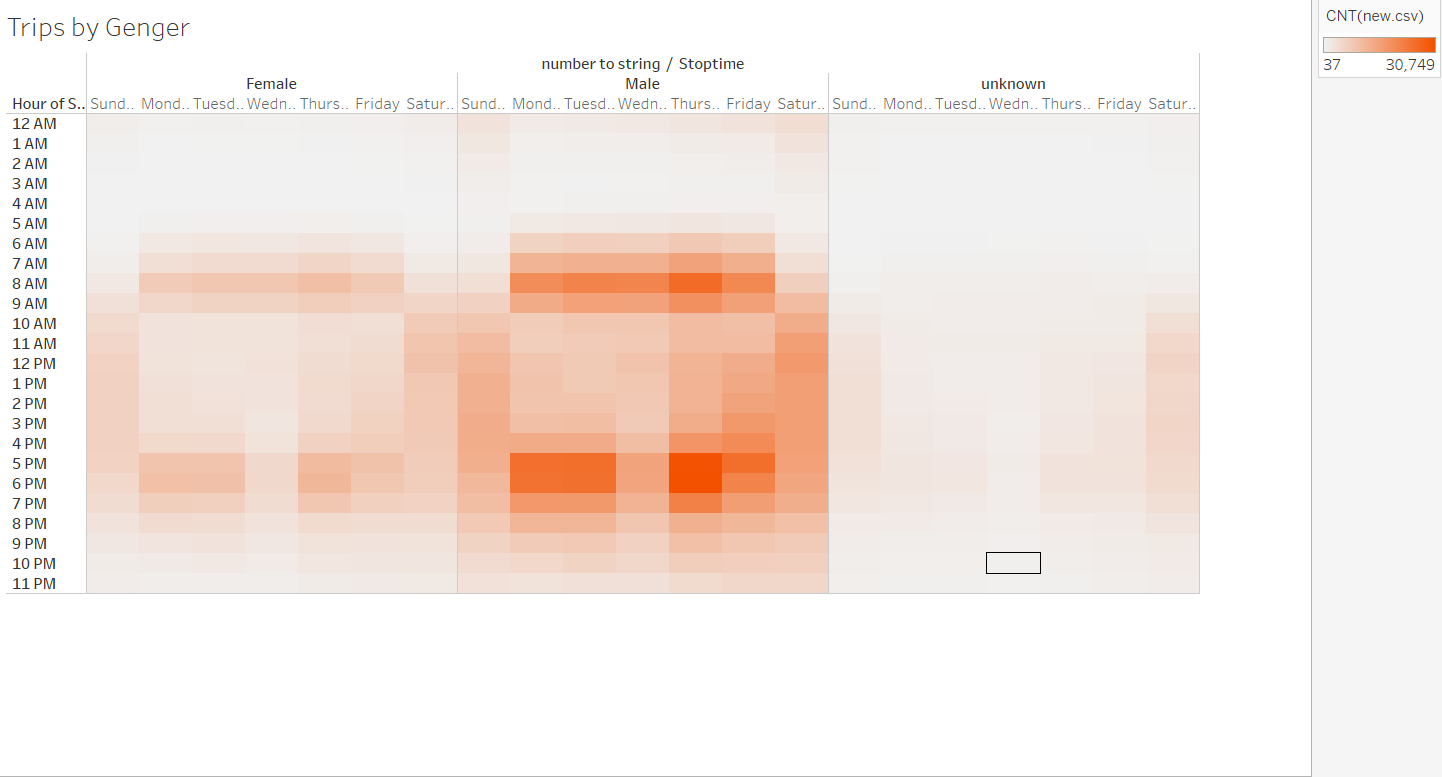 Trips by Genger
CNT(new.csv)
37 30,749
number to string / Stoptime
Female Male unknown
Hour of S.. Sund.. Mond.. Tuesd.. Wedn.. Thurs.. Friday Satur.. Sund.. Mond.. Tuesd.. Wedn.. Thurs.. Friday Satur.. Sund.. Mond.. Tuesd.. Wedn.. Thurs.. Friday Satur..
12 AM
1 AM
2 AM
3 AM
4 AM
5 AM
6 AM
7 AM
8 AM
9 AM
10 AM
11 AM
12 PM
1 PM
2 PM
3 PM
4 PM
5 PM
6 PM
7 PM
8 PM
9 PM
10 PM
11 PM